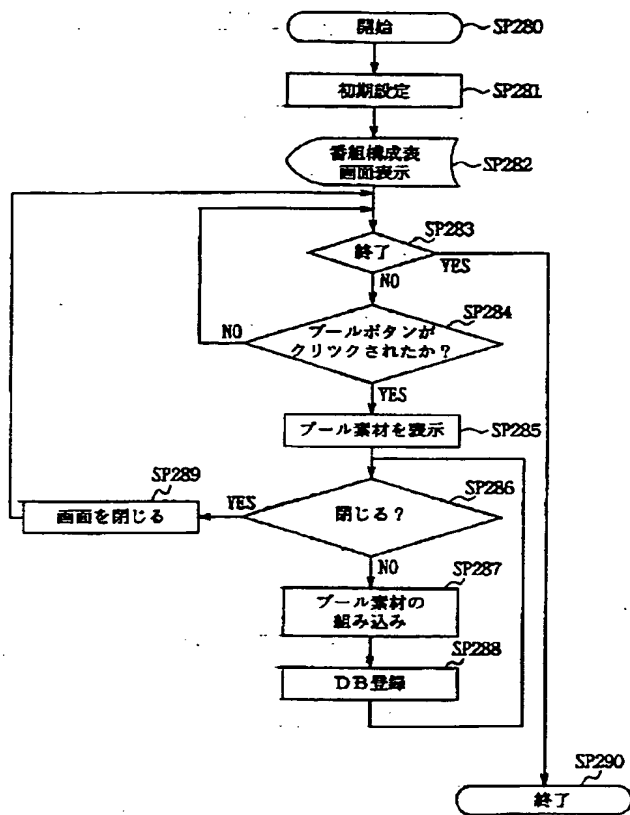 開始
SP280
初期設定
SP281
番組構成表
画面表示
SP282
SP283
終了
YES
NO
SP284
プールボタンが
クリツクされたか？
NO
YES
プール素材を表示
SP285
SP286
閉じる？
YES
SP289
画面を閉じる
NO
SP287
プール素材の
組み込み
SP288
DB登録
SP290
終了